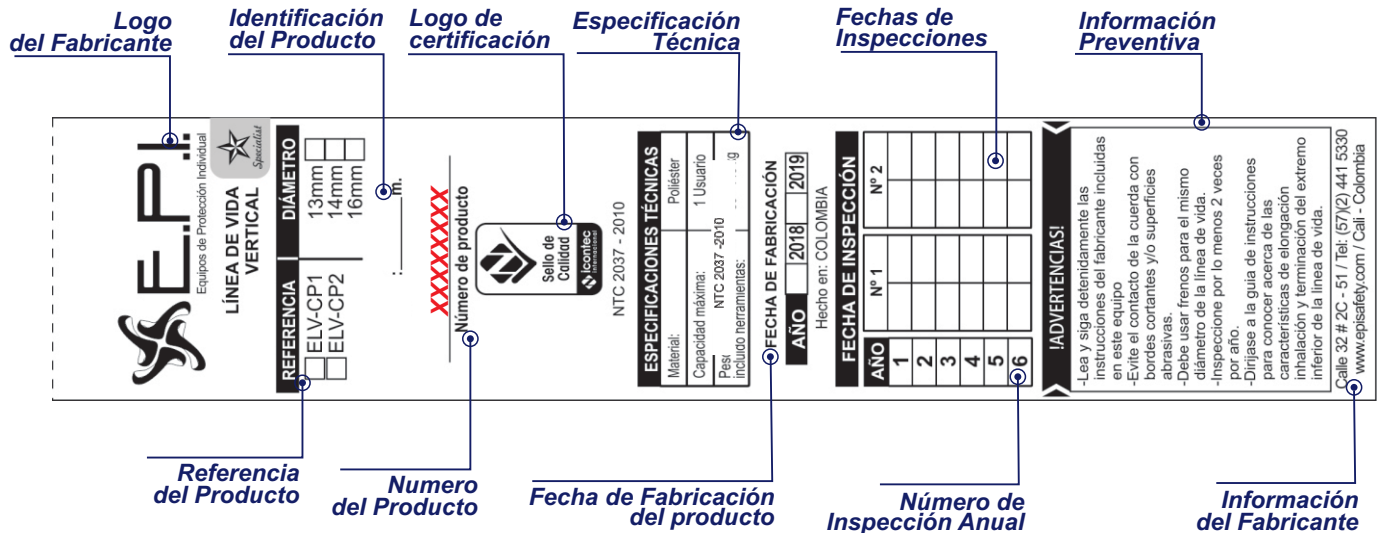 Logo
del Fabricante
Identificación
del Producto
Logo de
certificación
Especificación
Técnica
Fechas de
Inspecciones
Información
Preventiva
E.P.I.
Equipos de Protección Individual
LÍNEA DE VIDA
VERTICAL
Specialist
REFERENCIA DIÁMETRO
ELV-CP1 13mm
ELV-CP2 14mm
16mm
:______ m.
XXXXXXXX
Número de producto
Sello de
Calidad
icontec
internacional
NTC 2037 - 2010
ESPECIFICACIONES TÉCNICAS
Material: Poliéster
Capacidad máxima: 1 Usuario
NTC 2037 -2010
incluido herramientas:
FECHA DE FABRICACIÓN
AÑO 2018 2019
Hecho en: COLOMBIA
FECHA DE INSPECCIÓN
AÑO Nº 1 Nº 2
1
2
3
4
5
6
!ADVERTENCIAS!
-Lea y siga detenidamente las
instrucciones del fabricante incluidas
en este equipo
-Evite el contacto de la cuerda con
bordes cortantes y/o superficies
abrasivas.
-Debe usar frenos para el mismo
diámetro de la línea de vida.
-Inspeccione por lo menos 2 veces
por año.
-Dirijase a la guia de instrucciones
para conocer acerca de las
características de elongación
inhalación y terminación del extremo
inferior de la línea de vida.
Calle 32 # 2C - 51 / Tel: (57)(2) 441 5330
www.episafety.com / Cali - Colombia
Referencia
del Producto
Numero
del Producto
Fecha de Fabricación
del producto
Número de
Inspección Anual
Información
del Fabricante